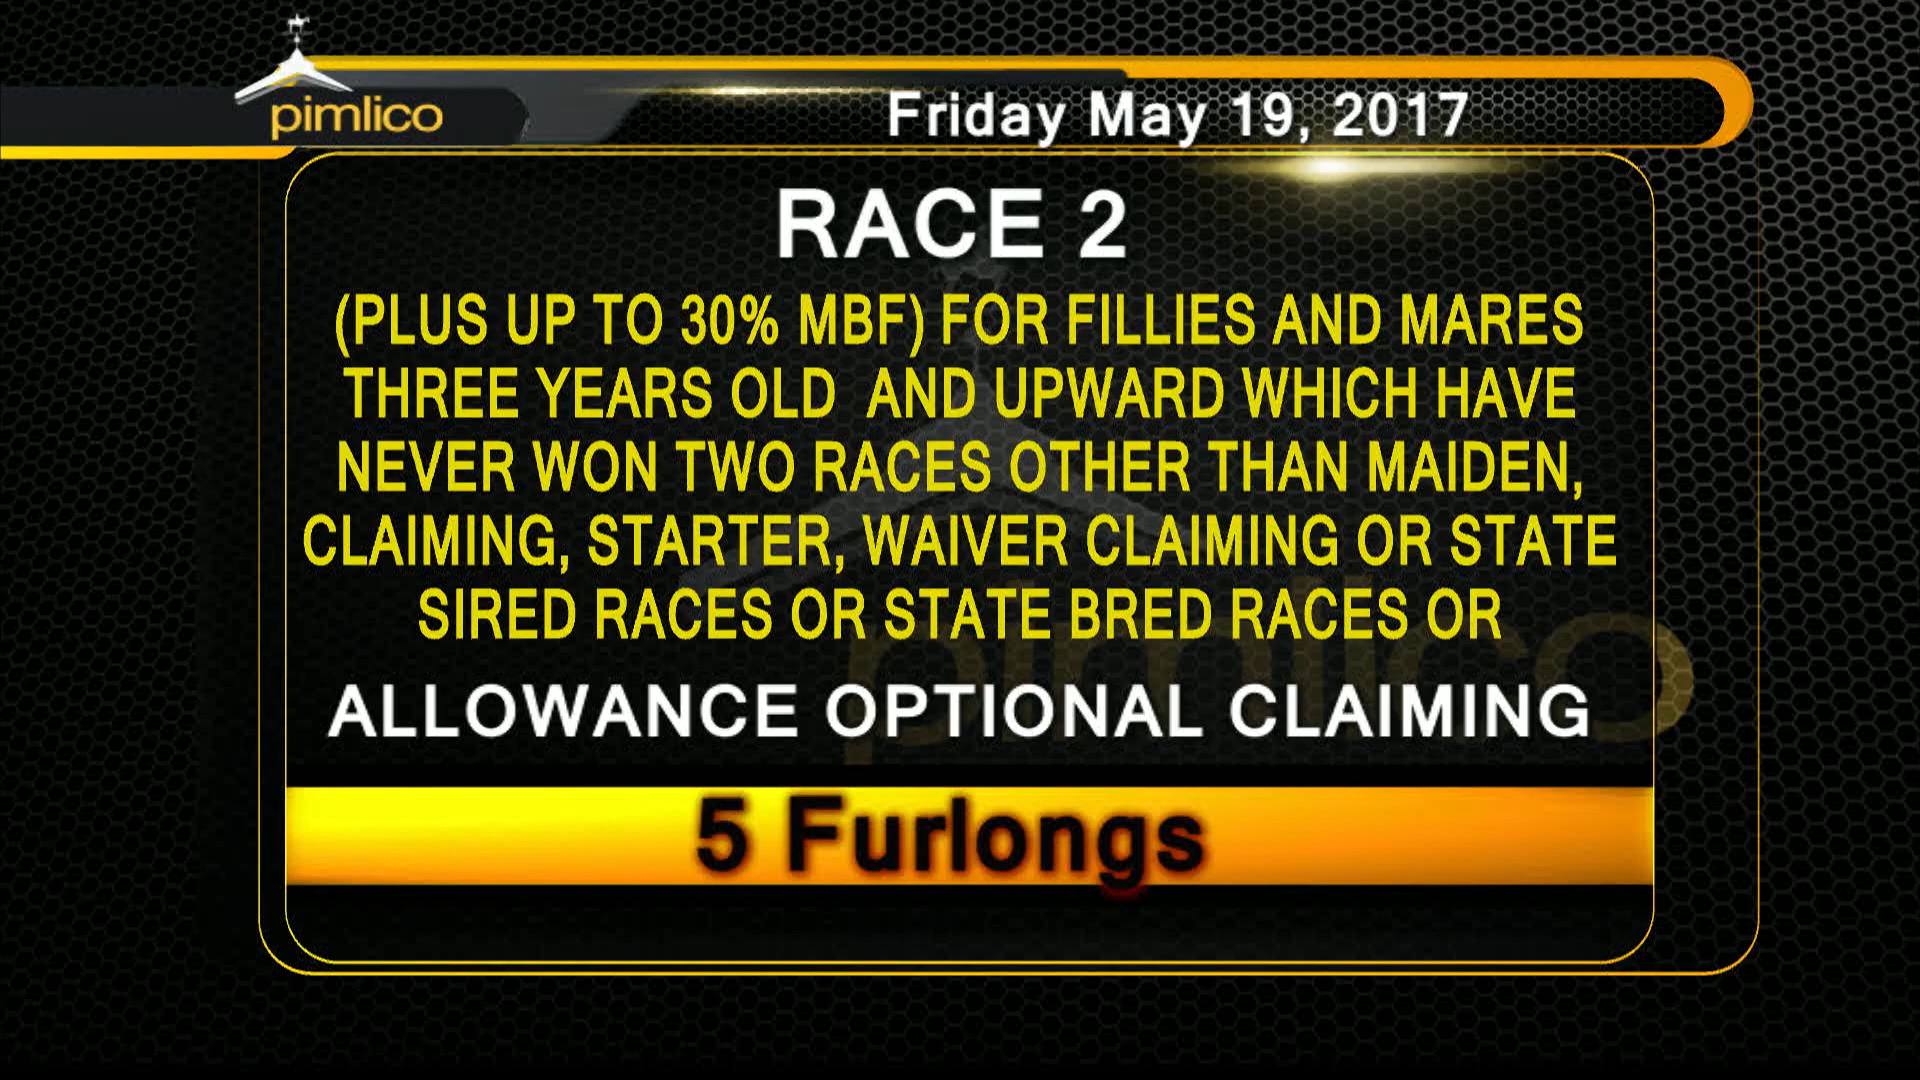 pimlico
Friday May 19, 2017
RACE 2
(PLUS UP TO 30% MBF) FOR FILLIES AND MARES
THREE YEARS OLD  AND UPWARD WHICH HAVE
NEVER WON TWO RACES OTHER THAN MAIDEN,
CLAIMING, STARTER, WAIVER CLAIMING OR STATE
SIRED RACES OR STATE BRED RACES OR
pimlico
ALLOWANCE OPTIONAL CLAIMING
5 Furlongs